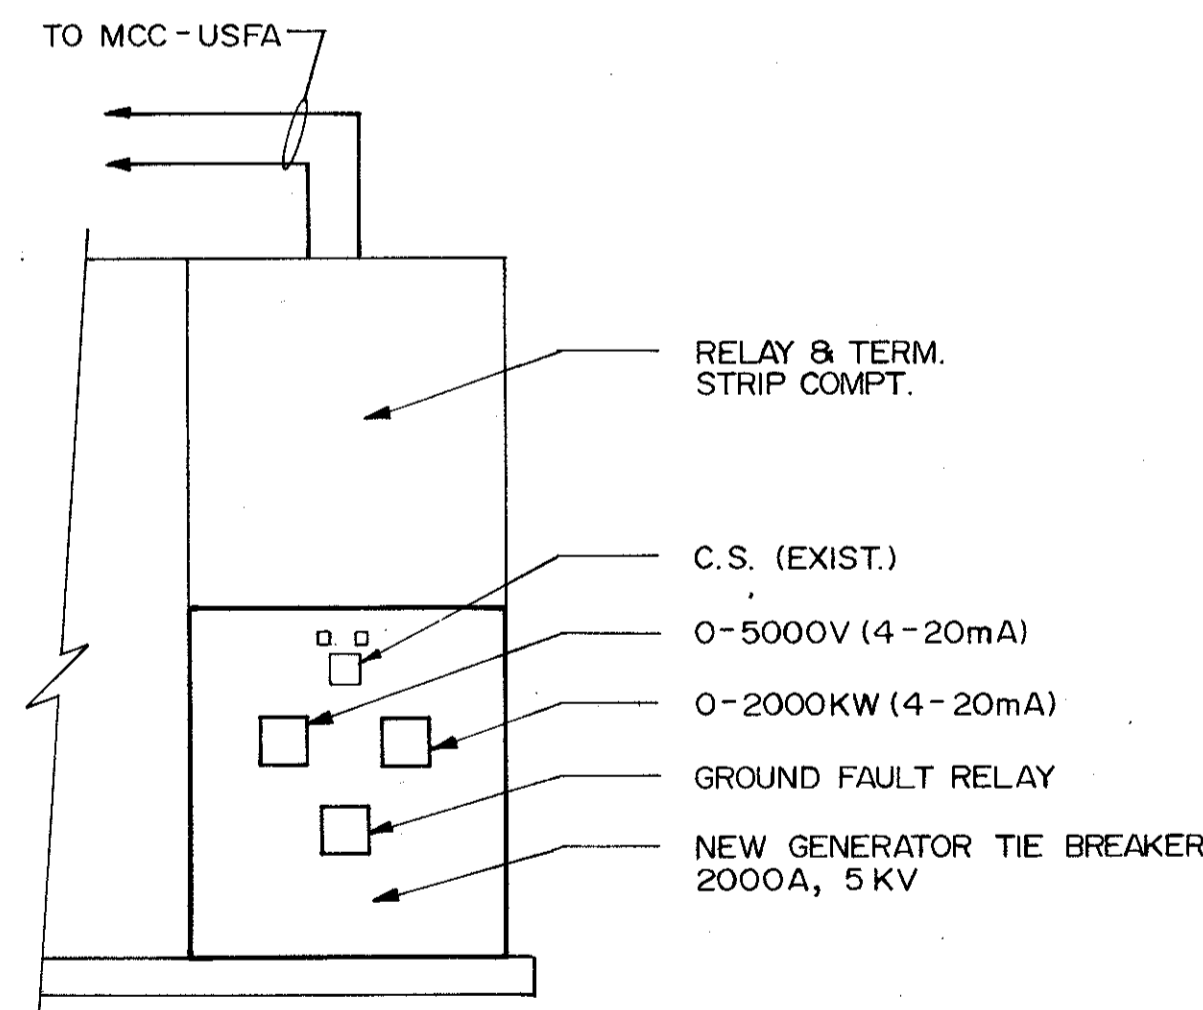 TO MCC-USFA
RELAY & TERM.
STRIP COMPT.
C.S. (EXIST.)
0-5000V (4-20mA)
0-2000KW (4-20mA)
GROUND FAULT RELAY
NEW GENERATOR TIE BREAKER
2000A, 5KV